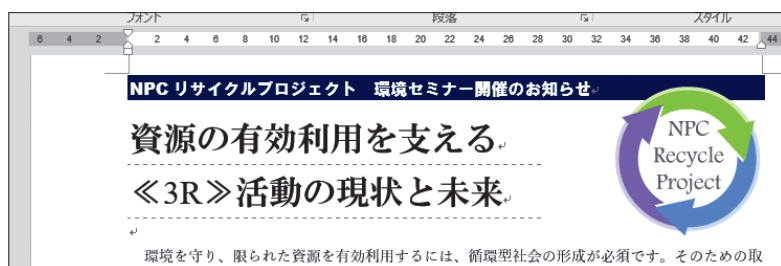 フォント 段落 スタイル
6 4 2 2 4 6 8 10 12 14 16 18 20 22 24 26 28 30 32 34 36 38 40 42 44
NPC リサイクルプロジェクト　環境セミナー開催のお知らせ
資源の有効利用を支える
≪3R≫活動の現状と未来
NPC
Recycle
Project
環境を守り、限られた資源を有効利用するには、循環型社会の形成が必須です。そのための取